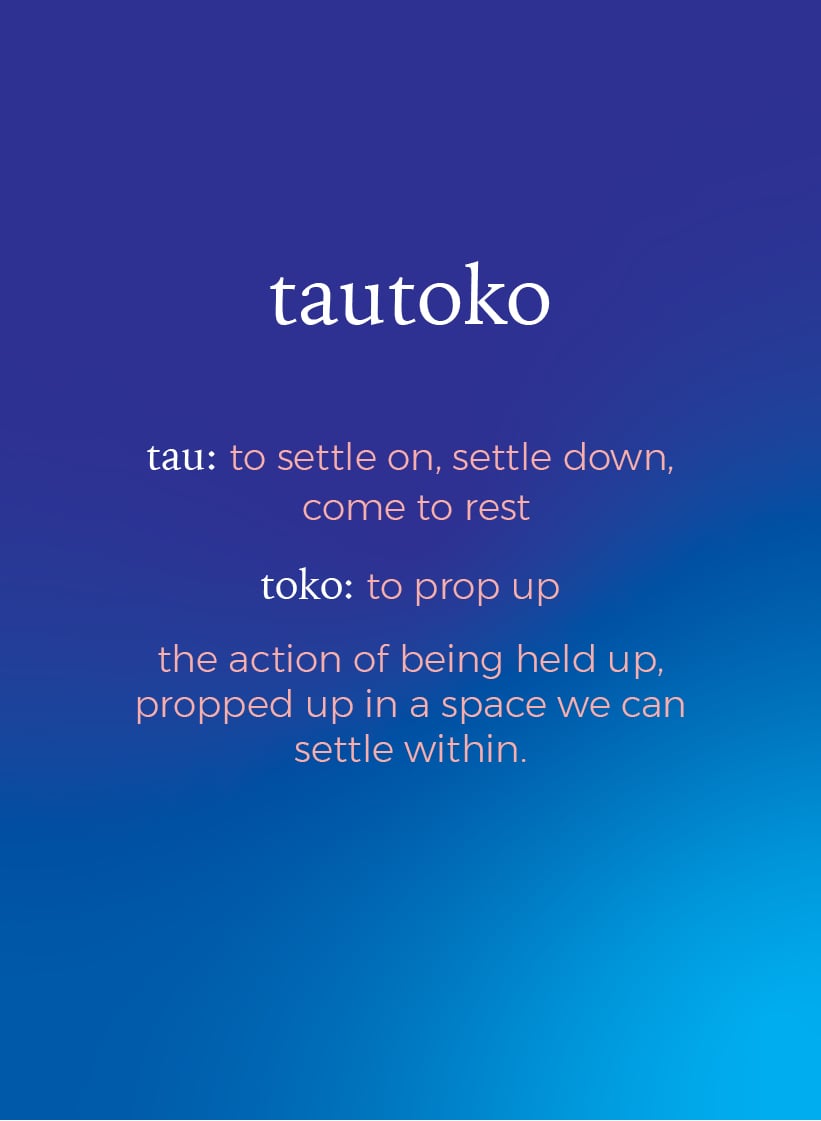 tautoko
tau: to settle on, settle down,
come to rest
toko: to prop up
the action of being held up,
propped up in a space we can
settle within.